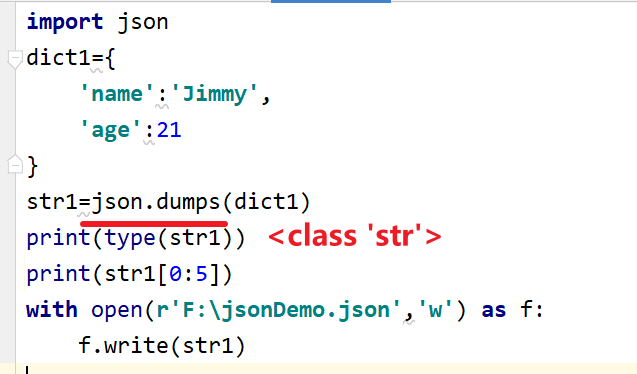 import json
dict1={
    'name':'Jimmy',
    'age':21
}
str1=json.dumps(dict1)
print(type(str1)) <class 'str'>
print(str1[0:5])
with open(r'F:\jsonDemo.json','w') as f:
    f.write(str1)